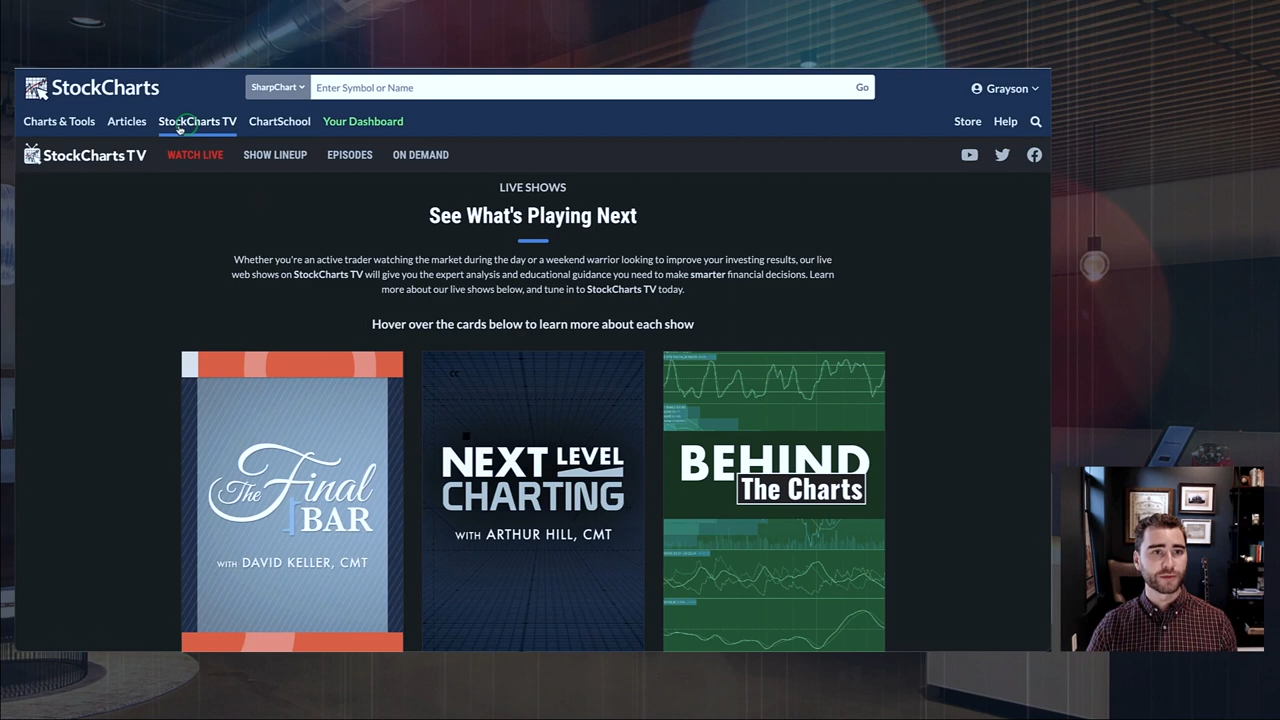 StockCharts
SharpChart
Enter Symbol or Name
Go
Grayson
Charts & Tools
Articles
StockCharts TV
ChartSchool
Your Dashboard
Store
Help
StockCharts TV
WATCH LIVE
SHOW LINEUP
EPISODES
ON DEMAND
LIVE SHOWS
See What's Playing Next
Whether you're an active trader watching the market during the day or a weekend warrior looking to improve your investing results, our live
web shows on StockCharts TV will give you the expert analysis and educational guidance you need to make smarter financial decisions. Learn
more about our live shows below, and tune in to StockCharts TV today.
Hover over the cards below to learn more about each show
The Final
BAR
WITH DAVID KELLER, CMT
NEXT LEVEL
CHARTING
WITH ARTHUR HILL, CMT
BEHIND
The Charts